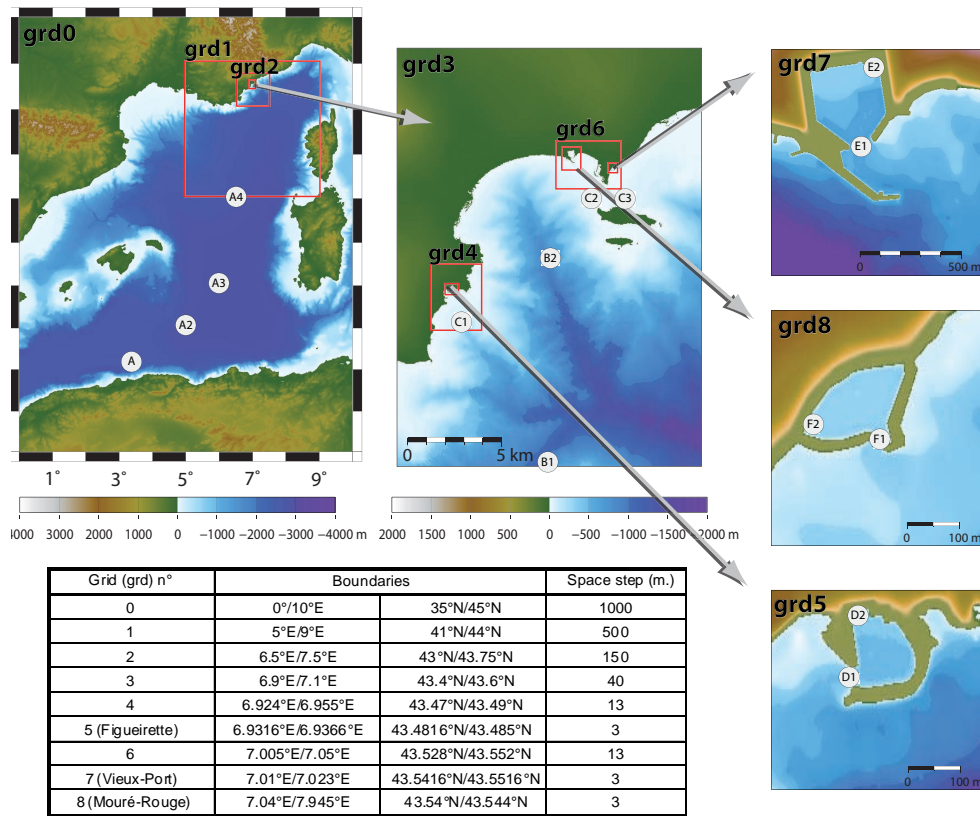 grd0
grd1
grd2
A4
A3
A2
A
1° 3° 5° 7° 9°
3000 2000 1000 0 −1000 −2000 −3000 −4000 m
grd3
grd6
C2
C3
B2
grd4
C1
B1
0 5 km
2000 1500 1000 500 0 −500 −1000 −1500 −2000 m
grd7
E2
E1
0 500 m
grd8
F2
F1
0 100 m
grd5
D2
D1
0 100 m
Grid (grd) n° Boundaries Space step (m.)
0 0°/10°E 35°N/45°N 1000
1 5°E/9°E 41°N/44°N 500
2 6.5°E/7.5°E 43°N/43.75°N 150
3 6.9°E/7.1°E 43.4°N/43.6°N 40
4 6.924°E/6.955°E 43.47°N/43.49°N 13
5 (Figueirette) 6.9316°E/6.9366°E 43.4816°N/43.485°N 3
6 7.005°E/7.05°E 43.528°N/43.552°N 13
7 (Vieux-Port) 7.01°E/7.023°E 43.5416°N/43.5516°N 3
8 (Mouré-Rouge) 7.04°E/7.945°E 43.54°N/43.544°N 3